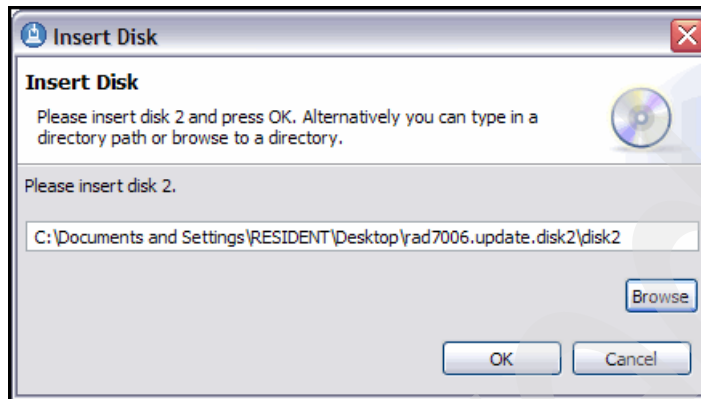 Insert Disk
Insert Disk
Please insert disk 2 and press OK. Alternatively you can type in a
directory path or browse to a directory.
Please insert disk 2.
C:\Documents and Settings\RESIDENT\Desktop\rad7006.update.disk2\disk2
Browse
OK Cancel